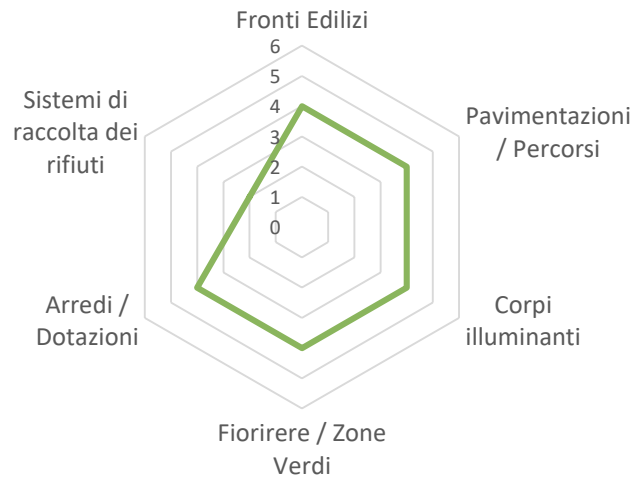 Fronti Edilizi
6
5
4
3
2
1
0
Pavimentazioni
/ Percorsi
Corpi
illuminanti
Fiorirere / Zone
Verdi
Arredi /
Dotazioni
Sistemi di
raccolta dei
rifiuti